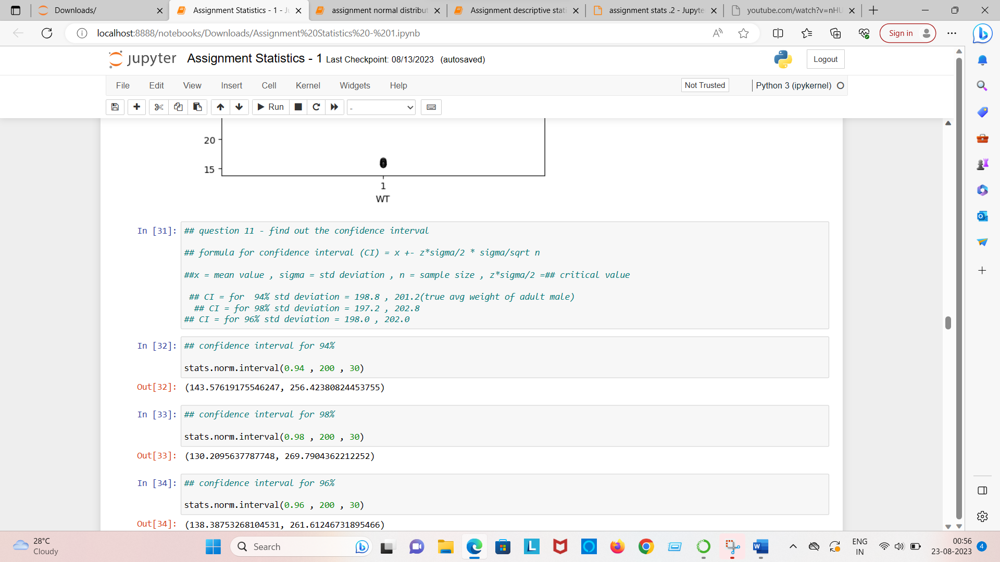 Downloads/
Assignment Statistics - 1 - Ju
assignment normal distribut
Assignment descriptive stati
assignment stats .2 - Jupyte
youtube.com/watch?v=nHU
localhost:8888/notebooks/Downloads/Assignment%20Statistics%20-%201.ipynb
Sign in
jupyter Assignment Statistics - 1 Last Checkpoint: 08/13/2023 (autosaved)
Logout
File Edit View Insert Cell Kernel Widgets Help
Not Trusted
Python 3 (ipykernel)
Run
-
20
15
1
WT
In [31]: ## question 11 - find out the confidence interval
## formula for confidence interval (CI) = x +- z*sigma/2 * sigma/sqrt n
##x = mean value , sigma = std deviation , n = sample size , z*sigma/2 =## critical value
## CI = for  94% std deviation = 198.8 , 201.2(true avg weight of adult male)
## CI = for 98% std deviation = 197.2 , 202.8
## CI = for 96% std deviation = 198.0 , 202.0
In [32]: ## confidence interval for 94%
stats.norm.interval(0.94 , 200 , 30)
Out[32]: (143.57619175546247, 256.42380824453755)
In [33]: ## confidence interval for 98%
stats.norm.interval(0.98 , 200 , 30)
Out[33]: (130.2095637787748, 269.7904362212252)
In [34]: ## confidence interval for 96%
stats.norm.interval(0.96 , 200 , 30)
Out[34]: (138.38753268104531, 261.61246731895466)
28°C
Cloudy
Search
ENG
IN
00:56
23-08-2023
4